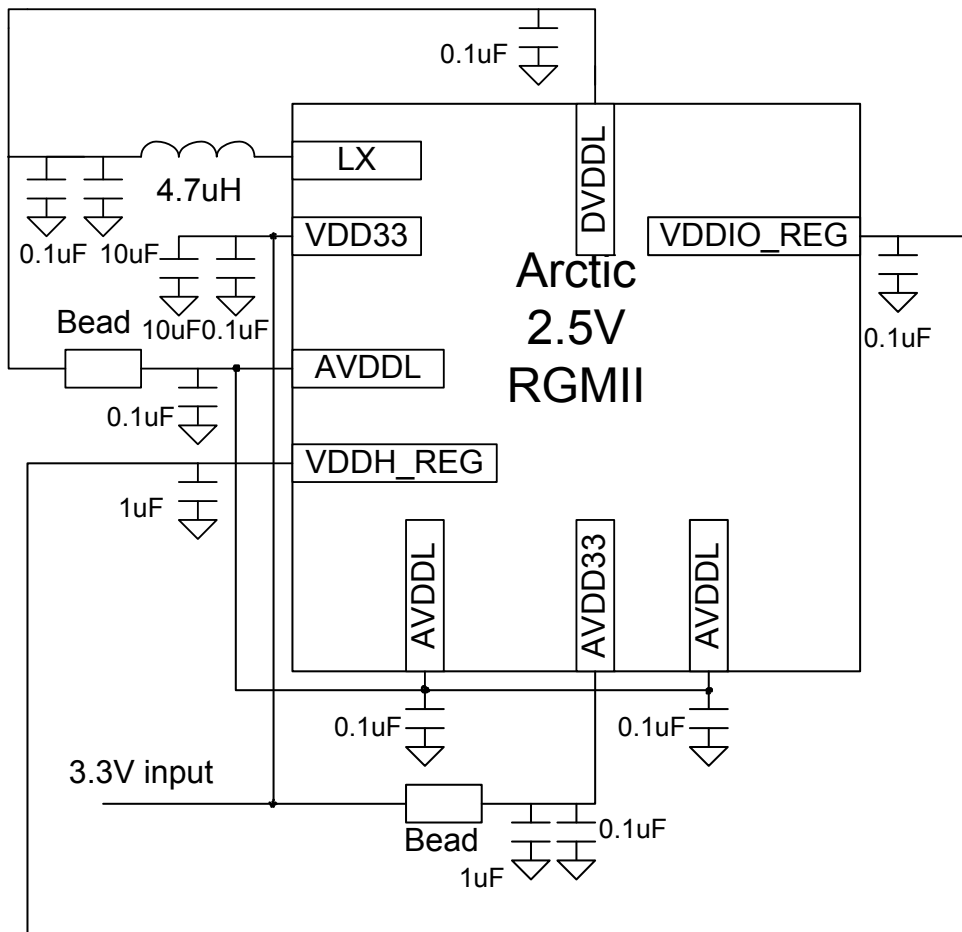 0.1uF
LX
4.7uH
DVDDL
0.1uF 10uF
VDD33
VDDIO_REG
Arctic
2.5V
RGMII
10uF0.1uF
0.1uF
Bead
AVDDL
0.1uF
VDDH_REG
1uF
AVDDL
AVDD33
AVDDL
0.1uF
0.1uF
3.3V input
Bead
0.1uF
1uF